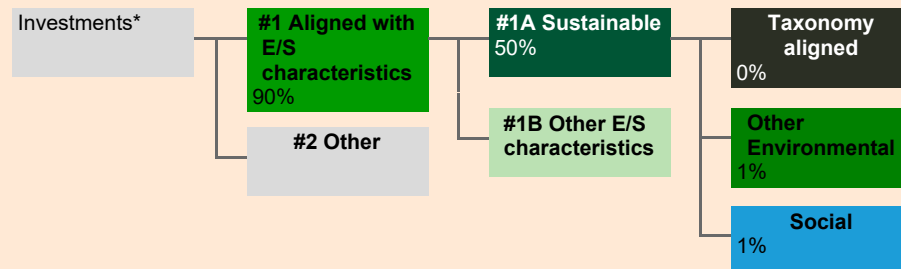 Investments*
#1 Aligned with
E/S
characteristics
90%
#2 Other
#1A Sustainable
50%
#1B Other E/S
characteristics
Taxonomy
aligned
0%
Other
Environmental
1%
Social
1%